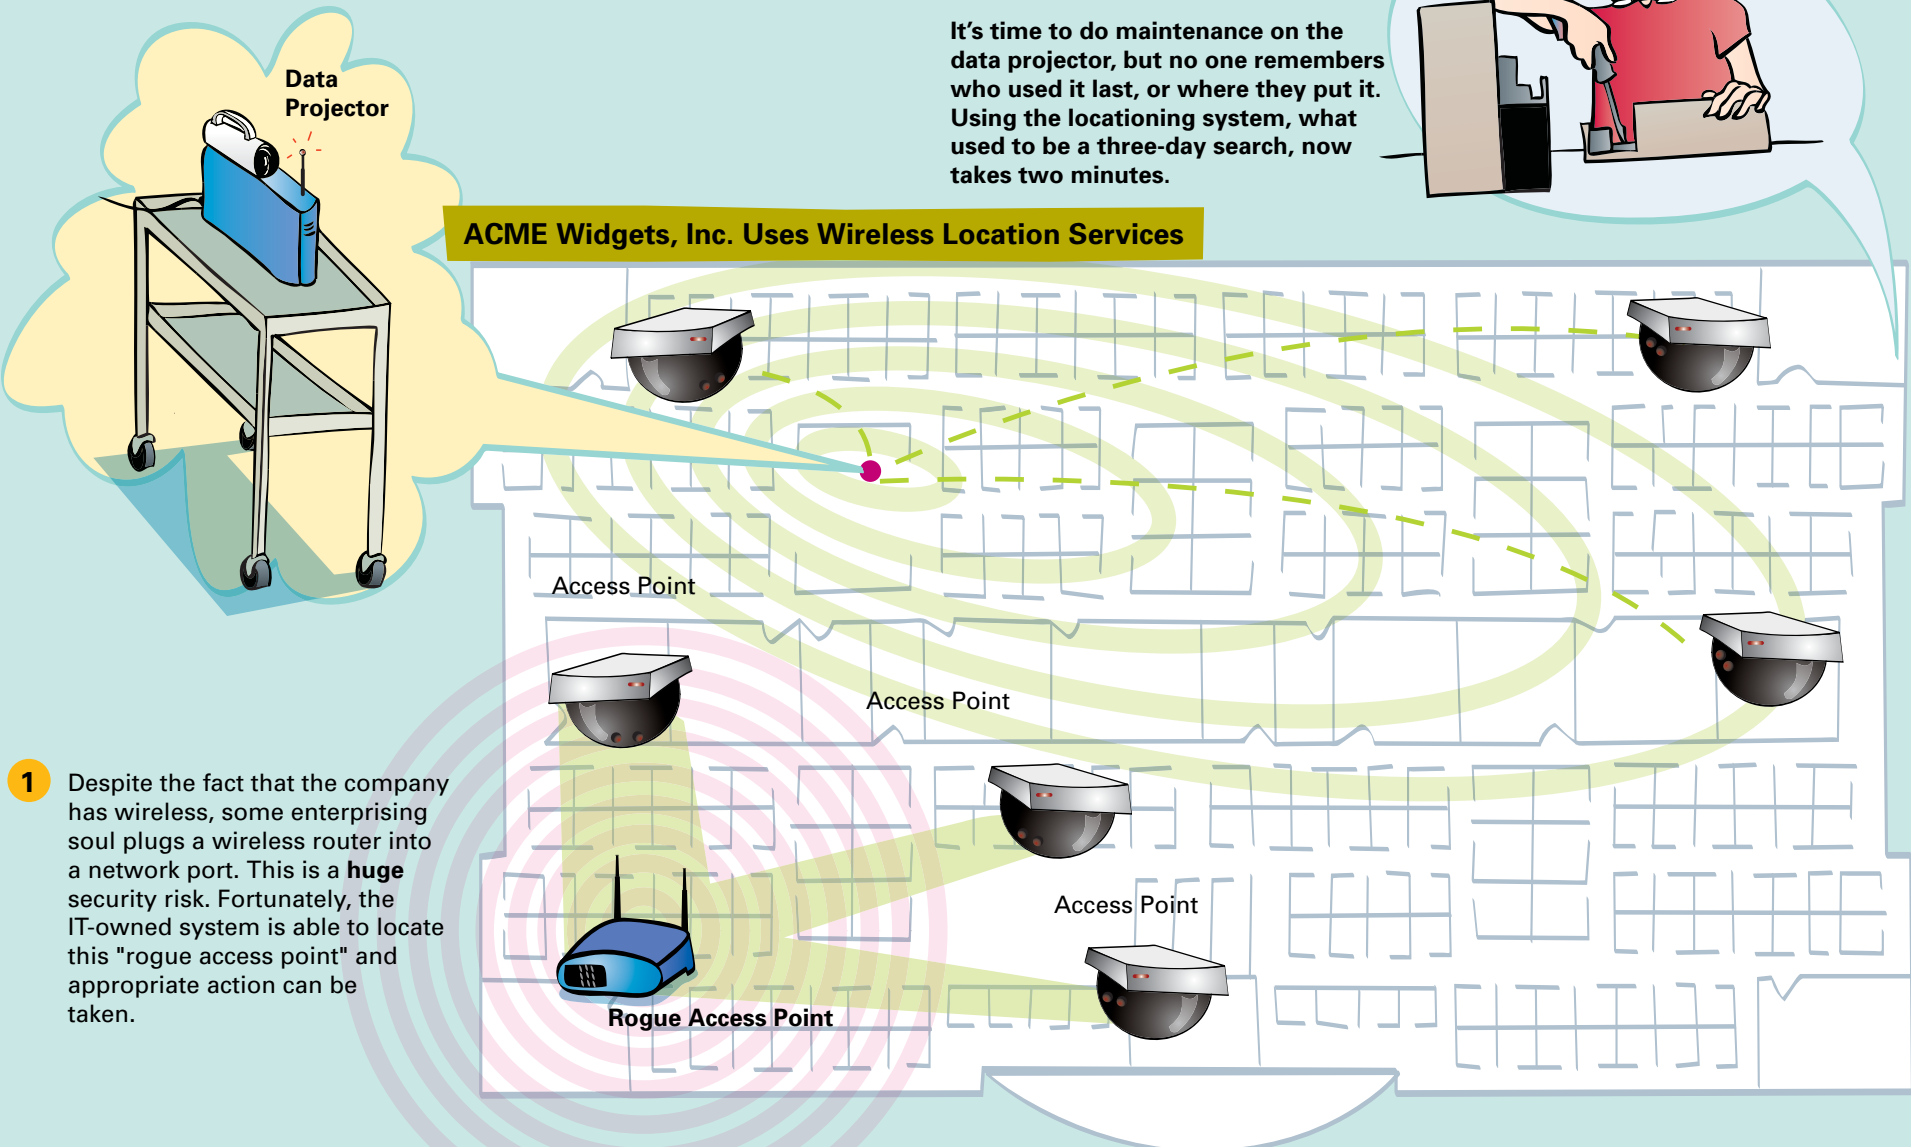 Data
Projector
It's time to do maintenance on the
data projector, but no one remembers
who used it last, or where they put it.
Using the locationing system, what
used to be a three-day search, now
takes two minutes.
ACME Widgets, Inc. Uses Wireless Location Services
Access Point
Access Point
1 Despite the fact that the company
has wireless, some enterprising
soul plugs a wireless router into
a network port. This is a huge
security risk. Fortunately, the
IT-owned system is able to locate
this "rogue access point" and
appropriate action can be
taken.
Access Point
Rogue Access Point